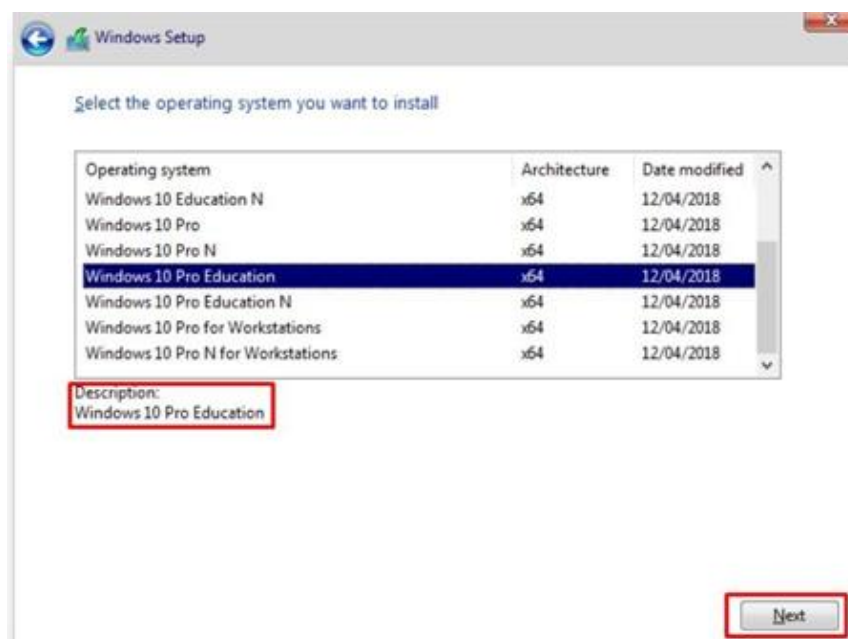 Windows Setup
Select the operating system you want to install
Operating system Architecture Date modified
Windows 10 Education N x64 12/04/2018
Windows 10 Pro x64 12/04/2018
Windows 10 Pro N x64 12/04/2018
Windows 10 Pro Education x64 12/04/2018
Windows 10 Pro Education N x64 12/04/2018
Windows 10 Pro for Workstations x64 12/04/2018
Windows 10 Pro N for Workstations x64 12/04/2018
Description:
Windows 10 Pro Education
Next